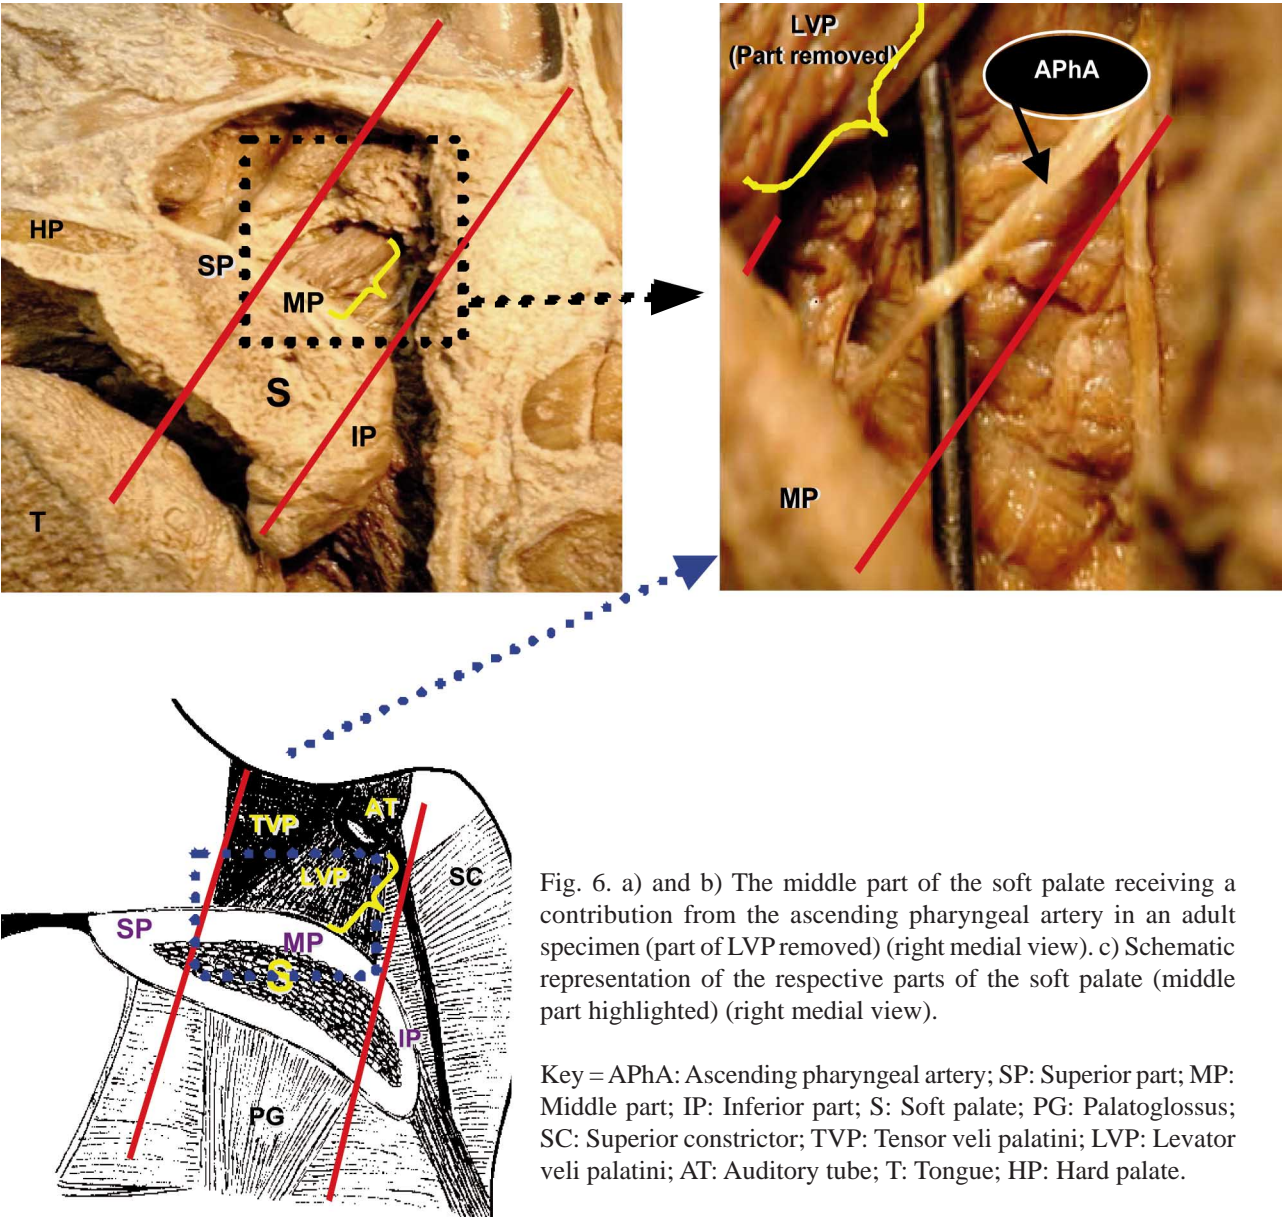 LVP
(Part removed)
APhA
HP
SP
MP
S
IP
T
MP
TVP
AT
LVP
SC
SP
MP
S
IP
PG
Fig. 6. a) and b) The middle part of the soft palate receiving a
contribution from the ascending pharyngeal artery in an adult
specimen (part of LVP removed) (right medial view). c) Schematic
representation of the respective parts of the soft palate (middle
part highlighted) (right medial view).
Key = APhA: Ascending pharyngeal artery; SP: Superior part; MP:
Middle part; IP: Inferior part; S: Soft palate; PG: Palatoglossus;
SC: Superior constrictor; TVP: Tensor veli palatini; LVP: Levator
veli palatini; AT: Auditory tube; T: Tongue; HP: Hard palate.